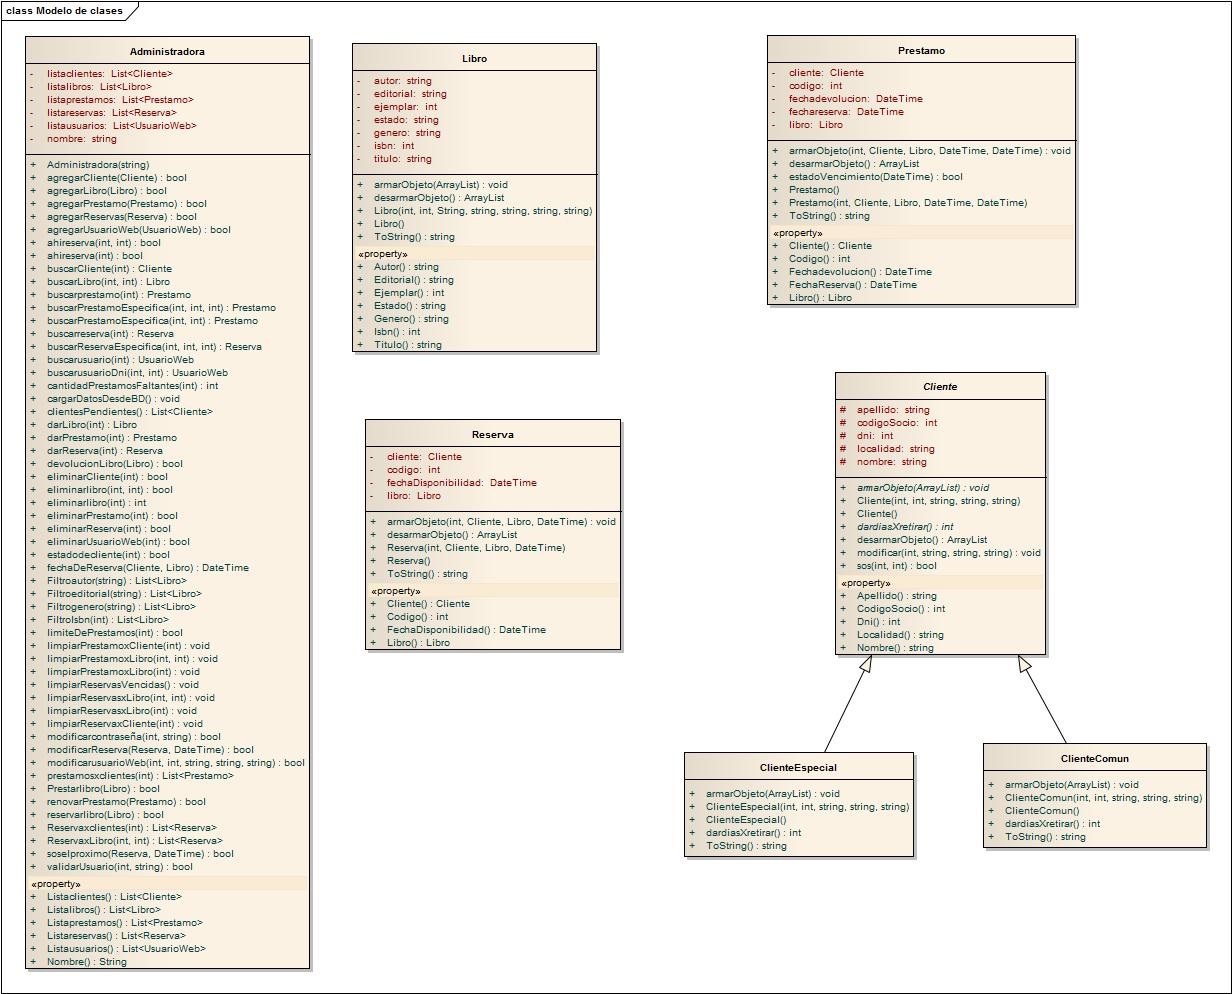 class Modelo de clases
Administradora
- listaclientes: List<Cliente>
- listalibros: List<Libro>
- listaprestamos: List<Prestamo>
- listareservas: List<Reserva>
- listausuarios: List<UsuarioWeb>
- nombre: string
+ Administradora(string)
+ agregarCliente(Cliente) : bool
+ agregarLibro(Libro) : bool
+ agregarPrestamo(Prestamo) : bool
+ agregarReservas(Reserva) : bool
+ agregarUsuarioWeb(UsuarioWeb) : bool
+ ahireserva(int, int) : bool
+ ahireserva(int) : bool
+ buscarCliente(int) : Cliente
+ buscarLibro(int, int) : Libro
+ buscarprestamo(int) : Prestamo
+ buscarPrestamoEspecifica(int, int, int) : Prestamo
+ buscarPrestamoEspecifica(int, int) : Prestamo
+ buscarreserva(int) : Reserva
+ buscarReservaEspecifica(int, int, int) : Reserva
+ buscarusuario(int) : UsuarioWeb
+ buscarusuarioDni(int, int) : UsuarioWeb
+ cantidadPrestamosFaltantes(int) : int
+ cargarDatosDesdeBD() : void
+ clientesPendientes() : List<Cliente>
+ darLibro(int) : Libro
+ darPrestamo(int) : Prestamo
+ darReserva(int) : Reserva
+ devolucionLibro(Libro) : bool
+ eliminarCliente(int) : bool
+ eliminarlibro(int, int) : bool
+ eliminarlibro(int) : int
+ eliminarPrestamo(int) : bool
+ eliminarReserva(int) : bool
+ eliminarUsuarioWeb(int) : bool
+ estadodecliente(int) : bool
+ fechaDeReserva(Cliente, Libro) : DateTime
+ Filtroautor(string) : List<Libro>
+ Filtroeditorial(string) : List<Libro>
+ Filtrogenero(string) : List<Libro>
+ FiltroIsbn(int) : List<Libro>
+ limiteDePrestamos(int) : bool
+ limpiarPrestamoxCliente(int) : void
+ limpiarPrestamoxLibro(int, int) : void
+ limpiarPrestamoxLibro(int) : void
+ limpiarReservasVencidas() : void
+ limpiarReservasxLibro(int, int) : void
+ limpiarReservasxLibro(int) : void
+ limpiarReservaxCliente(int) : void
+ modificarcontraseña(int, string) : bool
+ modificarReserva(Reserva, DateTime) : bool
+ modificarusuarioWeb(int, int, string, string, string) : bool
+ prestamosxclientes(int) : List<Prestamo>
+ Prestarlibro(Libro) : bool
+ renovarPrestamo(Prestamo) : bool
+ reservarlibro(Libro) : bool
+ Reservaxclientes(int) : List<Reserva>
+ ReservaxLibro(int, int) : List<Reserva>
+ soselproximo(Reserva, DateTime) : bool
+ validarUsuario(int, string) : bool
«property»
+ Listaclientes() : List<Cliente>
+ Listalibros() : List<Libro>
+ Listaprestamos() : List<Prestamo>
+ Listareservas() : List<Reserva>
+ Listausuarios() : List<UsuarioWeb>
+ Nombre() : String
Libro
- autor: string
- editorial: string
- ejemplar: int
- estado: string
- genero: string
- isbn: int
- titulo: string
+ armarObjeto(ArrayList) : void
+ desarmarObjeto() : ArrayList
+ Libro(int, int, String, string, string, string, string)
+ Libro()
+ ToString() : string
«property»
+ Autor() : string
+ Editorial() : string
+ Ejemplar() : int
+ Estado() : string
+ Genero() : string
+ Isbn() : int
+ Titulo() : string
Reserva
- cliente: Cliente
- codigo: int
- fechaDisponibilidad: DateTime
- libro: Libro
+ armarObjeto(int, Cliente, Libro, DateTime) : void
+ desarmarObjeto() : ArrayList
+ Reserva(int, Cliente, Libro, DateTime)
+ Reserva()
+ ToString() : string
«property»
+ Cliente() : Cliente
+ Codigo() : int
+ FechaDisponibilidad() : DateTime
+ Libro() : Libro
Prestamo
- cliente: Cliente
- codigo: int
- fechadevolucion: DateTime
- fechareserva: DateTime
- libro: Libro
+ armarObjeto(int, Cliente, Libro, DateTime, DateTime) : void
+ desarmarObjeto() : ArrayList
+ estadoVencimiento(DateTime) : bool
+ Prestamo()
+ Prestamo(int, Cliente, Libro, DateTime, DateTime)
+ ToString() : string
«property»
+ Cliente() : Cliente
+ Codigo() : int
+ Fechadevolucion() : DateTime
+ FechaReserva() : DateTime
+ Libro() : Libro
Cliente
# apellido: string
# codigoSocio: int
# dni: int
# localidad: string
# nombre: string
+ armarObjeto(ArrayList) : void
+ Cliente(int, int, string, string, string)
+ Cliente()
+ dardiasXretirar() : int
+ desarmarObjeto() : ArrayList
+ modificar(int, string, string, string) : void
+ sos(int, int) : bool
«property»
+ Apellido() : string
+ CodigoSocio() : int
+ Dni() : int
+ Localidad() : string
+ Nombre() : string
ClienteEspecial
+ armarObjeto(ArrayList) : void
+ ClienteEspecial(int, int, string, string, string)
+ ClienteEspecial()
+ dardiasXretirar() : int
+ ToString() : string
ClienteComun
+ armarObjeto(ArrayList) : void
+ ClienteComun(int, int, string, string, string)
+ ClienteComun()
+ dardiasXretirar() : int
+ ToString() : string